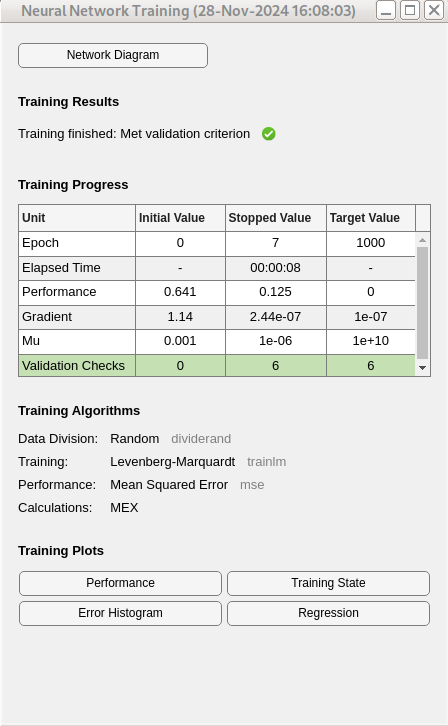 Neural Network Training (28-Nov-2024 16:08:03)
Network Diagram
Training Results
Training finished: Met validation criterion
Training Progress
Unit Initial Value Stopped Value Target Value
Epoch 0 7 1000
Elapsed Time - 00:00:08 -
Performance 0.641 0.125 0
Gradient 1.14 2.44e-07 1e-07
Mu 0.001 1e-06 1e+10
Validation Checks 0 6 6
Training Algorithms
Data Division: Random dividerand
Training: Levenberg-Marquardt trainlm
Performance: Mean Squared Error mse
Calculations: MEX
Training Plots
Performance Training State
Error Histogram Regression